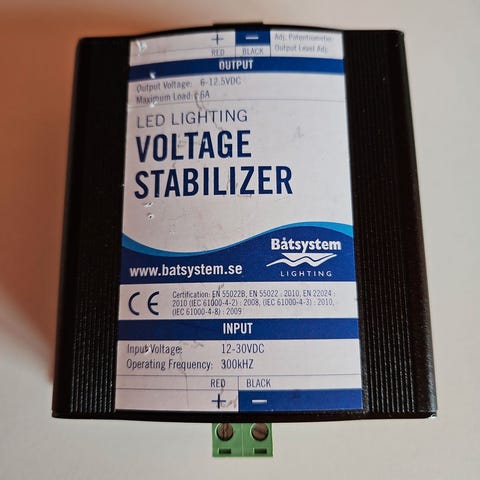 + −
RED BLACK
Adj. Potentiometer
Output Level Adj.
OUTPUT
Output Voltage: 6-12.5VDC
Maximum Load: 6A
LED LIGHTING
VOLTAGE
STABILIZER
Båtsystem
LIGHTING
www.batsystem.se
CE
Certification: EN 55022B, EN 55022 : 2010, EN 22024 :
2010 (IEC 61000-4-2) : 2008, (IEC 61000-4-3) : 2010,
(IEC 61000-4-8) : 2009
INPUT
Input Voltage: 12-30VDC
Operating Frequency: 300kHZ
RED BLACK
+ −